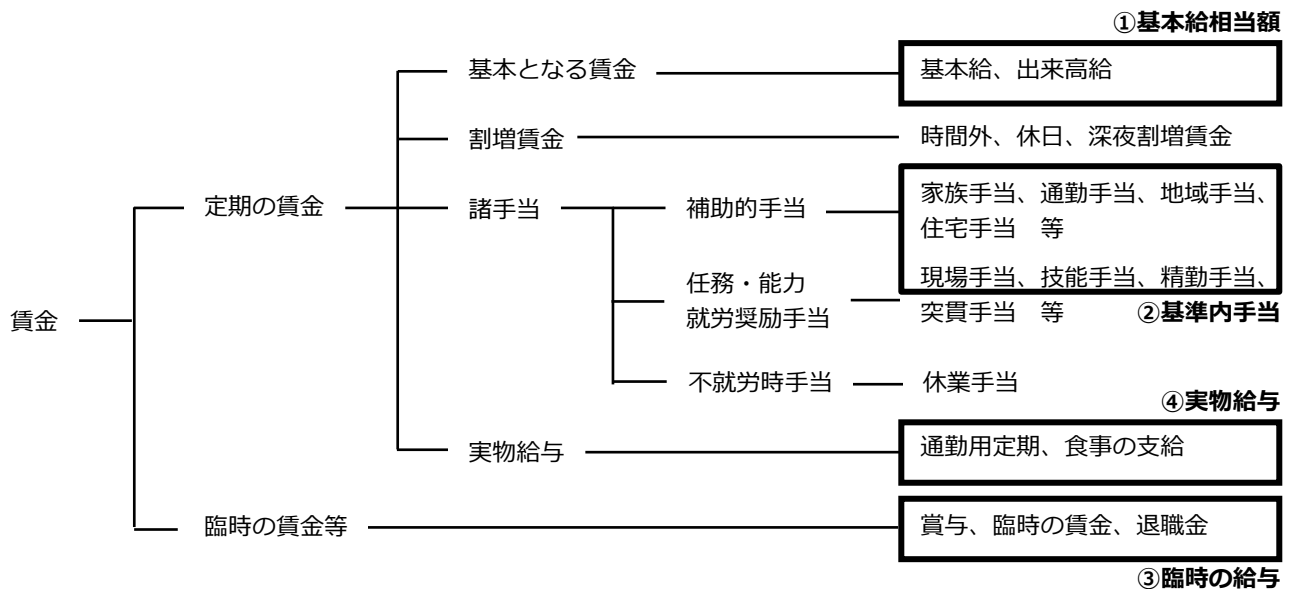 ①基本給相当額
基本となる賃金
基本給、出来高給
割増賃金
時間外、休日、深夜割増賃金
賃金
定期の賃金
諸手当
補助的手当
家族手当、通勤手当、地域手当、
住宅手当　等
任務・能力
就労奨励手当
現場手当、技能手当、精勤手当、
突貫手当　等
②基準内手当
不就労時手当
休業手当
④実物給与
実物給与
通勤用定期、食事の支給
臨時の賃金等
賞与、臨時の賃金、退職金
③臨時の給与